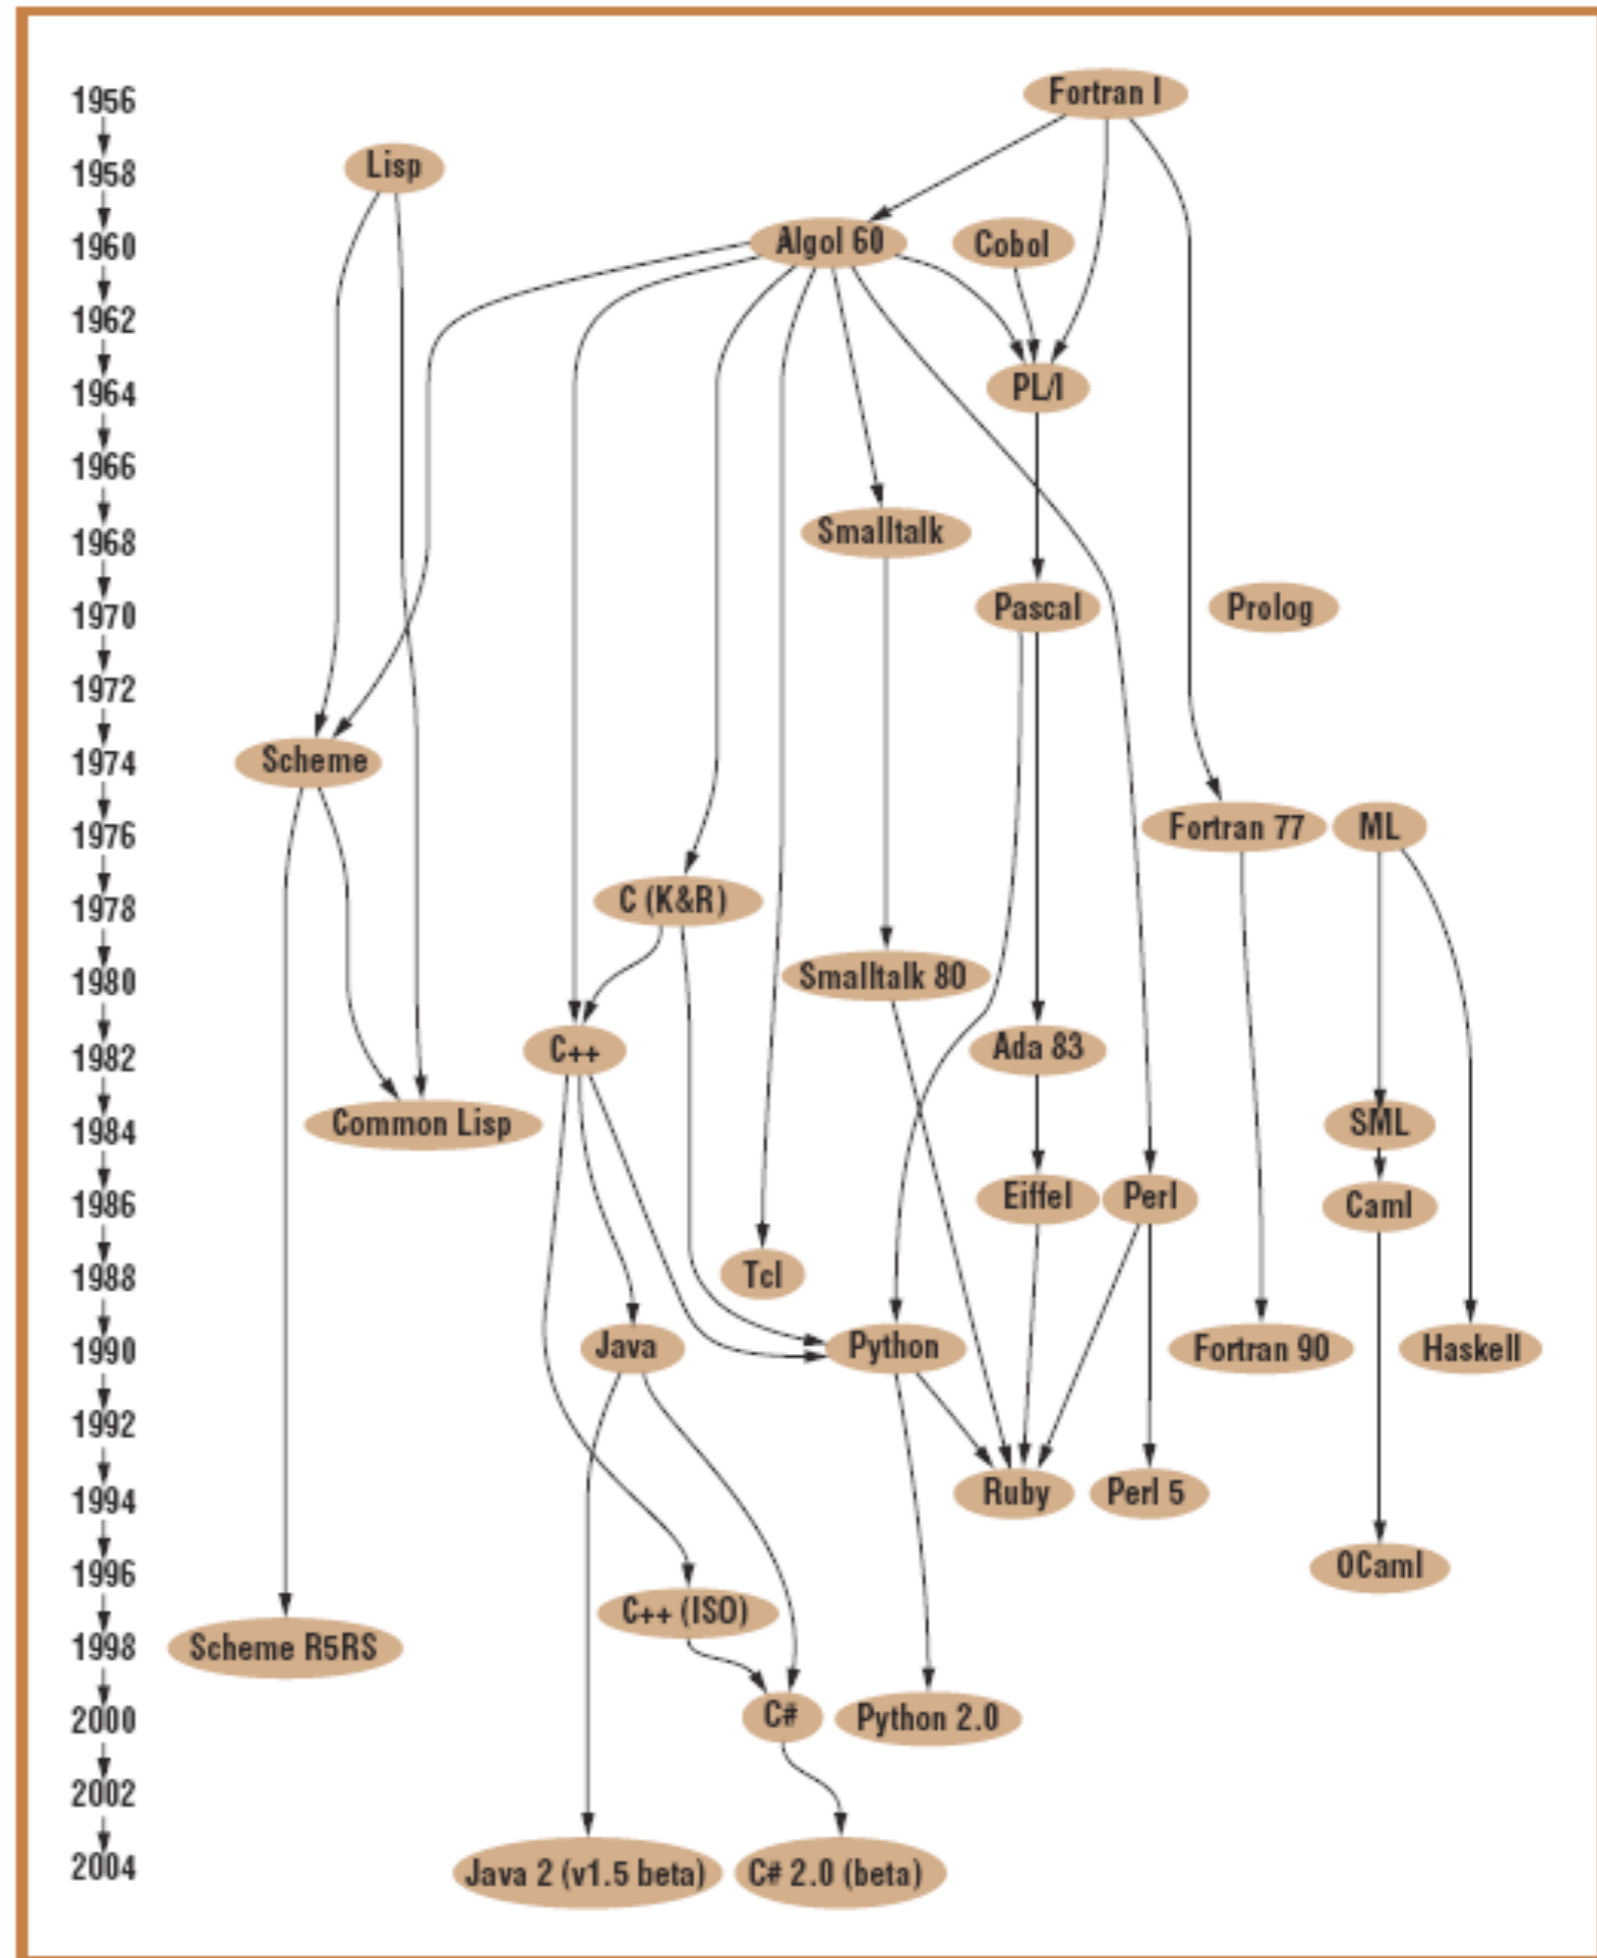 1956
Fortran I
1958
Lisp
1960
Algol 60
Cobol
1962
1964
PL/I
1966
1968
Smalltalk
1970
Pascal
Prolog
1972
1974
Scheme
1976
Fortran 77
ML
1978
C (K&R)
1980
Smalltalk 80
1982
C++
Ada 83
1984
Common Lisp
SML
1986
Eiffel
Perl
Caml
1988
Tcl
1990
Java
Python
Fortran 90
Haskell
1992
1994
Ruby
Perl 5
1996
OCaml
C++ (ISO)
1998
Scheme R5RS
2000
C#
Python 2.0
2002
2004
Java 2 (v1.5 beta)
C# 2.0 (beta)